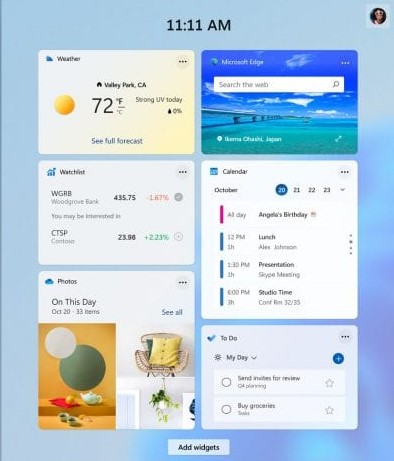 11:11 AM
Weather
Valley Park, CA
72 °F
°C
Strong UV today
0%
See full forecast
Microsoft Edge
Search the web
Ikema Ohashi, Japan
Watchlist
WGRB 435.75 -1.67%
Woodgrove Bank
You may be interested in
CTSP 23.98 +2.23%
Contoso
Calendar
October 20 21 22 23
All day Angela's Birthday
12 PM Lunch
1h Alex Johnson
1:30 PM Presentation
1h Skype Meeting
6:00 PM Studio Time
3h Conf Rm 32/35
Photos
On This Day
Oct 20 · 33 items See all
To Do
My Day
Send invites for review
Q4 planning
Buy groceries
Tasks
Add widgets